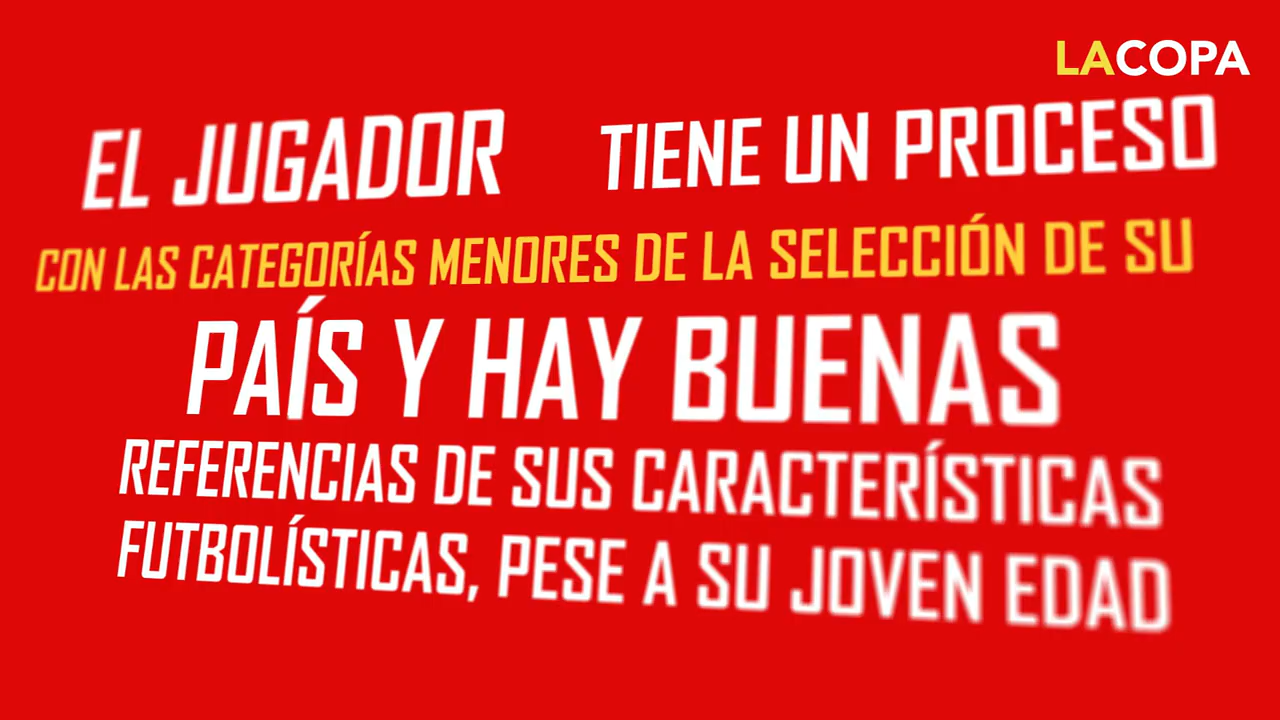 LACOPA
EL JUGADOR TIENE UN PROCESO
CON LAS CATEGORÍAS MENORES DE LA SELECCIÓN DE SU
PAÍS Y HAY BUENAS
REFERENCIAS DE SUS CARACTERÍSTICAS
FUTBOLÍSTICAS, PESE A SU JOVEN EDAD